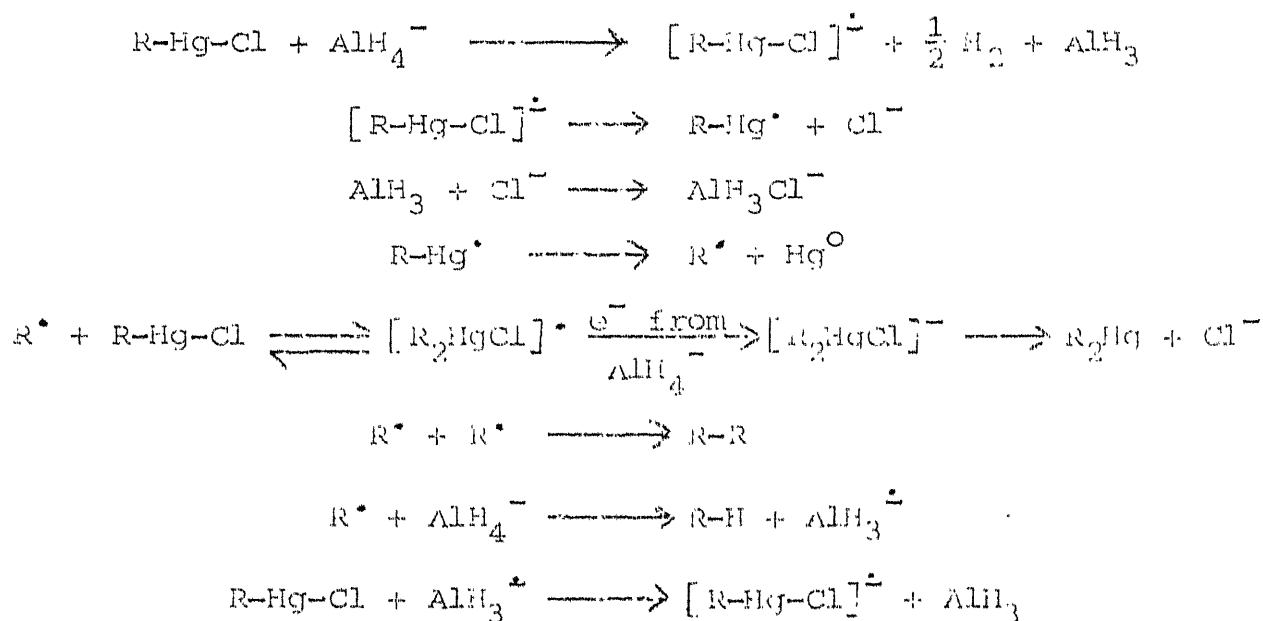 R-Hg-Cl + AlH₄⁻ ⟶ [R-Hg-Cl]•⁻ + 1/2 H₂ + AlH₃
[R-Hg-Cl]•⁻ ⟶ R-Hg• + Cl⁻
AlH₃ + Cl⁻ ⟶ AlH₃Cl⁻
R-Hg• ⟶ R• + Hg⁰
R• + R-Hg-Cl ⇌ [R₂HgCl]• e⁻ from AlH₄⁻ ⟶ [R₂HgCl]⁻ ⟶ R₂Hg + Cl⁻
R• + R• ⟶ R-R
R• + AlH₄⁻ ⟶ R-H + AlH₃•⁻
R-Hg-Cl + AlH₃•⁻ ⟶ [R-Hg-Cl]•⁻ + AlH₃